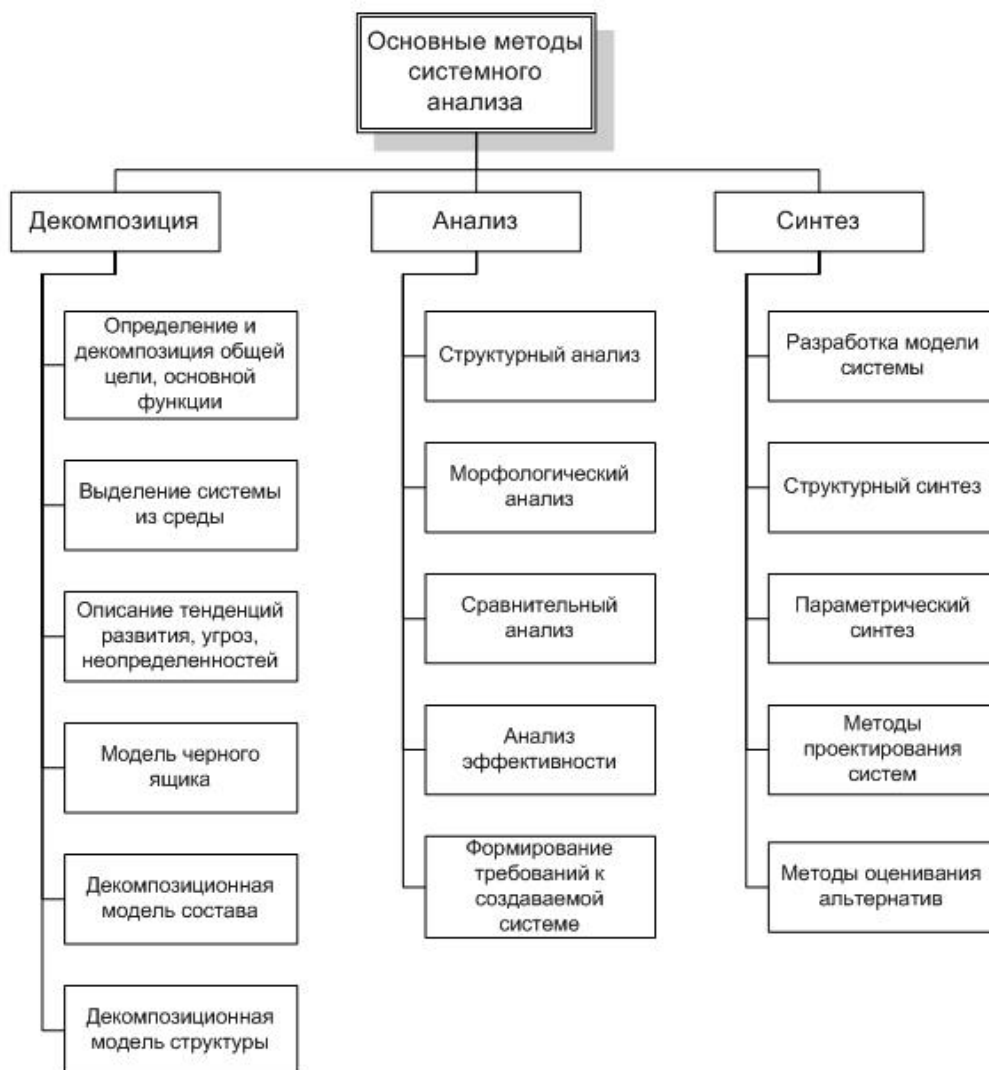 Основные методы
системного
анализа
Декомпозиция
Определение и
декомпозиция общей
цели, основной
функции
Выделение системы
из среды
Описание тенденций
развития, угроз,
неопределенностей
Модель черного
ящика
Декомпозиционная
модель состава
Декомпозиционная
модель структуры
Анализ
Структурный анализ
Морфологический
анализ
Сравнительный
анализ
Анализ
эффективности
Формирование
требований к
создаваемой
системе
Синтез
Разработка модели
системы
Структурный синтез
Параметрический
синтез
Методы
проектирования
систем
Методы оценивания
альтернатив